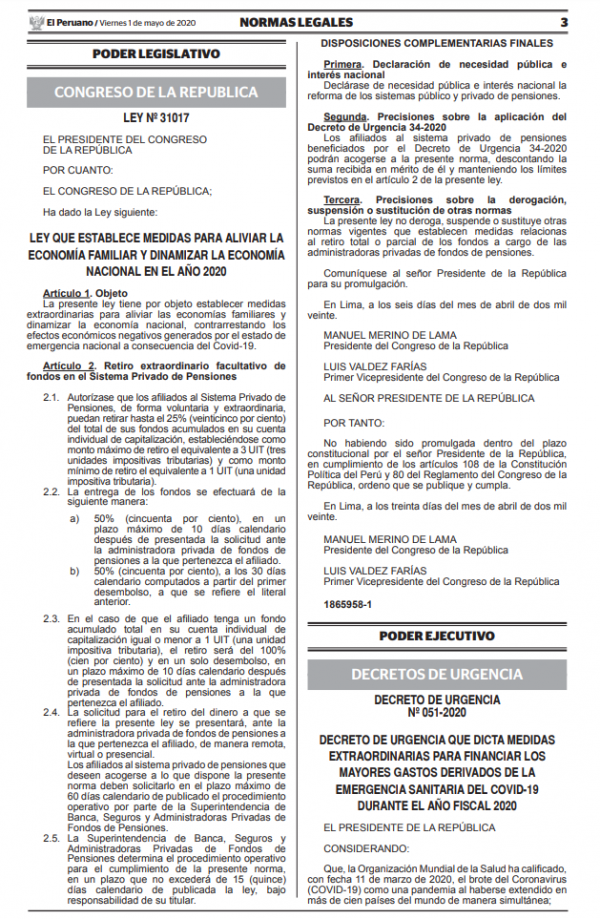 El Peruano / Viernes 1 de mayo de 2020
NORMAS LEGALES
3
PODER LEGISLATIVO
CONGRESO DE LA REPUBLICA
LEY Nº 31017
EL PRESIDENTE DEL CONGRESO
DE LA REPÚBLICA
POR CUANTO:
EL CONGRESO DE LA REPÚBLICA;
Ha dado la Ley siguiente:
LEY QUE ESTABLECE MEDIDAS PARA ALIVIAR LA
ECONOMÍA FAMILIAR Y DINAMIZAR LA ECONOMÍA
NACIONAL EN EL AÑO 2020
Artículo 1. Objeto
La presente ley tiene por objeto establecer medidas
extraordinarias para aliviar las economías familiares y
dinamizar la economía nacional, contrarrestando los
efectos económicos negativos generados por el estado de
emergencia nacional a consecuencia del Covid-19.
Artículo 2. Retiro extraordinario facultativo de
fondos en el Sistema Privado de Pensiones
2.1. Autorízase que los afiliados al Sistema Privado de
Pensiones, de forma voluntaria y extraordinaria,
puedan retirar hasta el 25% (veinticinco por ciento)
del total de sus fondos acumulados en su cuenta
individual de capitalización, estableciéndose como
monto máximo de retiro el equivalente a 3 UIT (tres
unidades impositivas tributarias) y como monto
mínimo de retiro el equivalente a 1 UIT (una unidad
impositiva tributaria).
2.2. La entrega de los fondos se efectuará de la
siguiente manera:
a) 50% (cincuenta por ciento), en un
plazo máximo de 10 días calendario
después de presentada la solicitud ante
la administradora privada de fondos de
pensiones a la que pertenezca el afiliado.
b) 50% (cincuenta por ciento), a los 30 días
calendario computados a partir del primer
desembolso, a que se refiere el literal
anterior.
2.3. En el caso de que el afiliado tenga un fondo
acumulado total en su cuenta individual de
capitalización igual o menor a 1 UIT (una unidad
impositiva tributaria), el retiro será del 100%
(cien por ciento) y en un solo desembolso, en
un plazo máximo de 10 días calendario después
de presentada la solicitud ante la administradora
privada de fondos de pensiones a la que
pertenezca el afiliado.
2.4. La solicitud para el retiro del dinero a que se
refiere la presente ley se presentará, ante la
administradora privada de fondos de pensiones a
la que pertenezca el afiliado, de manera remota,
virtual o presencial.
Los afiliados al sistema privado de pensiones que
deseen acogerse a lo que dispone la presente
norma deben solicitarlo en el plazo máximo de
60 días calendario de publicado el procedimiento
operativo por parte de la Superintendencia de
Banca, Seguros y Administradoras Privadas de
Fondos de Pensiones.
2.5. La Superintendencia de Banca, Seguros y
Administradoras Privadas de Fondos de
Pensiones determina el procedimiento operativo
para el cumplimiento de la presente norma,
en un plazo que no excederá de 15 (quince)
días calendario de publicada la ley, bajo
responsabilidad de su titular.
DISPOSICIONES COMPLEMENTARIAS FINALES
Primera. Declaración de necesidad pública e
interés nacional
Declárase de necesidad pública e interés nacional la
reforma de los sistemas público y privado de pensiones.
Segunda. Precisiones sobre la aplicación del
Decreto de Urgencia 34-2020
Los afiliados al sistema privado de pensiones
beneficiados por el Decreto de Urgencia 34-2020
podrán acogerse a la presente norma, descontando la
suma recibida en mérito de él y manteniendo los límites
previstos en el artículo 2 de la presente ley.
Tercera. Precisiones sobre la derogación,
suspensión o sustitución de otras normas
La presente ley no deroga, suspende o sustituye otras
normas vigentes que establecen medidas relacionas
al retiro total o parcial de los fondos a cargo de las
administradoras privadas de fondos de pensiones.
Comuníquese al señor Presidente de la República
para su promulgación.
En Lima, a los seis días del mes de abril de dos mil
veinte.
MANUEL MERINO DE LAMA
Presidente del Congreso de la República
LUIS VALDEZ FARÍAS
Primer Vicepresidente del Congreso de la República
AL SEÑOR PRESIDENTE DE LA REPÚBLICA
POR TANTO:
No habiendo sido promulgada dentro del plazo
constitucional por el señor Presidente de la República,
en cumplimiento de los artículos 108 de la Constitución
Política del Perú y 80 del Reglamento del Congreso de la
República, ordeno que se publique y cumpla.
En Lima, a los treinta días del mes de abril de dos mil
veinte.
MANUEL MERINO DE LAMA
Presidente del Congreso de la República
LUIS VALDEZ FARÍAS
Primer Vicepresidente del Congreso de la República
1865958-1
PODER EJECUTIVO
DECRETOS DE URGENCIA
DECRETO DE URGENCIA
Nº 051-2020
DECRETO DE URGENCIA QUE DICTA MEDIDAS
EXTRAORDINARIAS PARA FINANCIAR LOS
MAYORES GASTOS DERIVADOS DE LA
EMERGENCIA SANITARIA DEL COVID-19
DURANTE EL AÑO FISCAL 2020
EL PRESIDENTE DE LA REPÚBLICA
CONSIDERANDO:
Que, la Organización Mundial de la Salud ha calificado,
con fecha 11 de marzo de 2020, el brote del Coronavirus
(COVID-19) como una pandemia al haberse extendido en
más de cien países del mundo de manera simultánea;